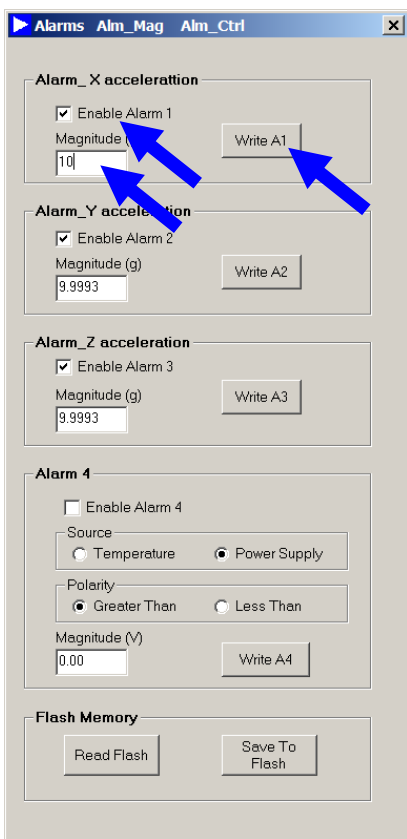 Alarms Alm_Mag Alm_Ctrl
Alarm_ X accelerattion
Enable Alarm 1
Magnitude (
10
Write A1
Alarm_Y
Enable Alarm 2
Magnitude (g)
9.9993
Write A2
Alarm_Z acceleration
Enable Alarm 3
Magnitude (g)
9.9993
Write A3
Alarm 4
Enable Alarm 4
Source
Temperature Power Supply
Polarity
Greater Than Less Than
Magnitude (V)
0.00
Write A4
Flash Memory
Read Flash
Save To
Flash